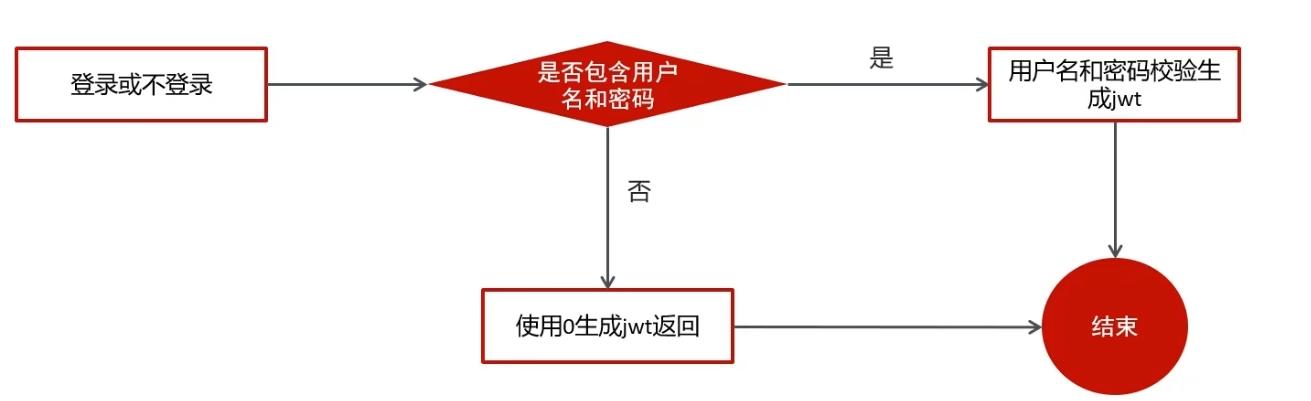 登录或不登录
是否包含用户
名和密码
是
用户名和密码校验生
成jwt
否
使用0生成jwt返回
结束